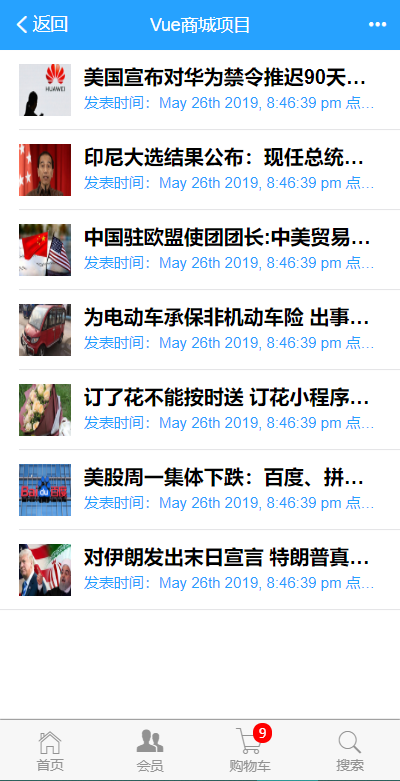 返回 Vue商城项目
HUAWEI
美国宣布对华为禁令推迟90天...
发表时间：May 26th 2019, 8:46:39 pm 点...
印尼大选结果公布：现任总统...
发表时间：May 26th 2019, 8:46:39 pm 点...
中国驻欧盟使团团长:中美贸易...
发表时间：May 26th 2019, 8:46:39 pm 点...
为电动车承保非机动车险 出事...
发表时间：May 26th 2019, 8:46:39 pm 点...
订了花不能按时送 订花小程序...
发表时间：May 26th 2019, 8:46:39 pm 点...
Bai
美股周一集体下跌：百度、拼...
发表时间：May 26th 2019, 8:46:39 pm 点...
对伊朗发出末日宣言 特朗普真...
发表时间：May 26th 2019, 8:46:39 pm 点...
9
首页 会员 购物车 搜索